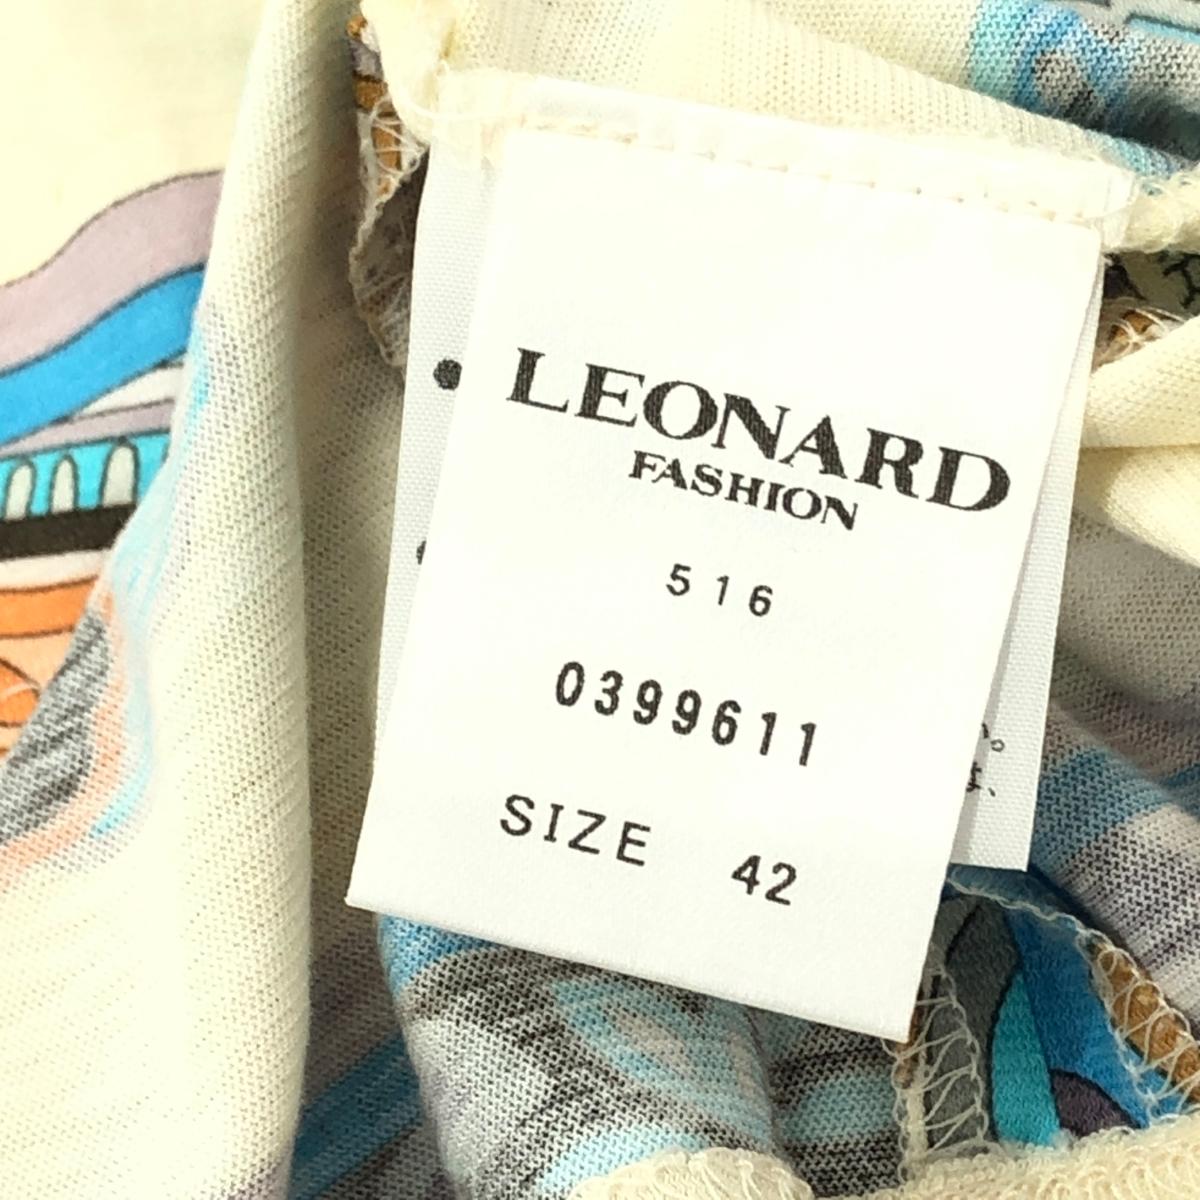 LEONARD
FASHION
516
0399611
SIZE 42